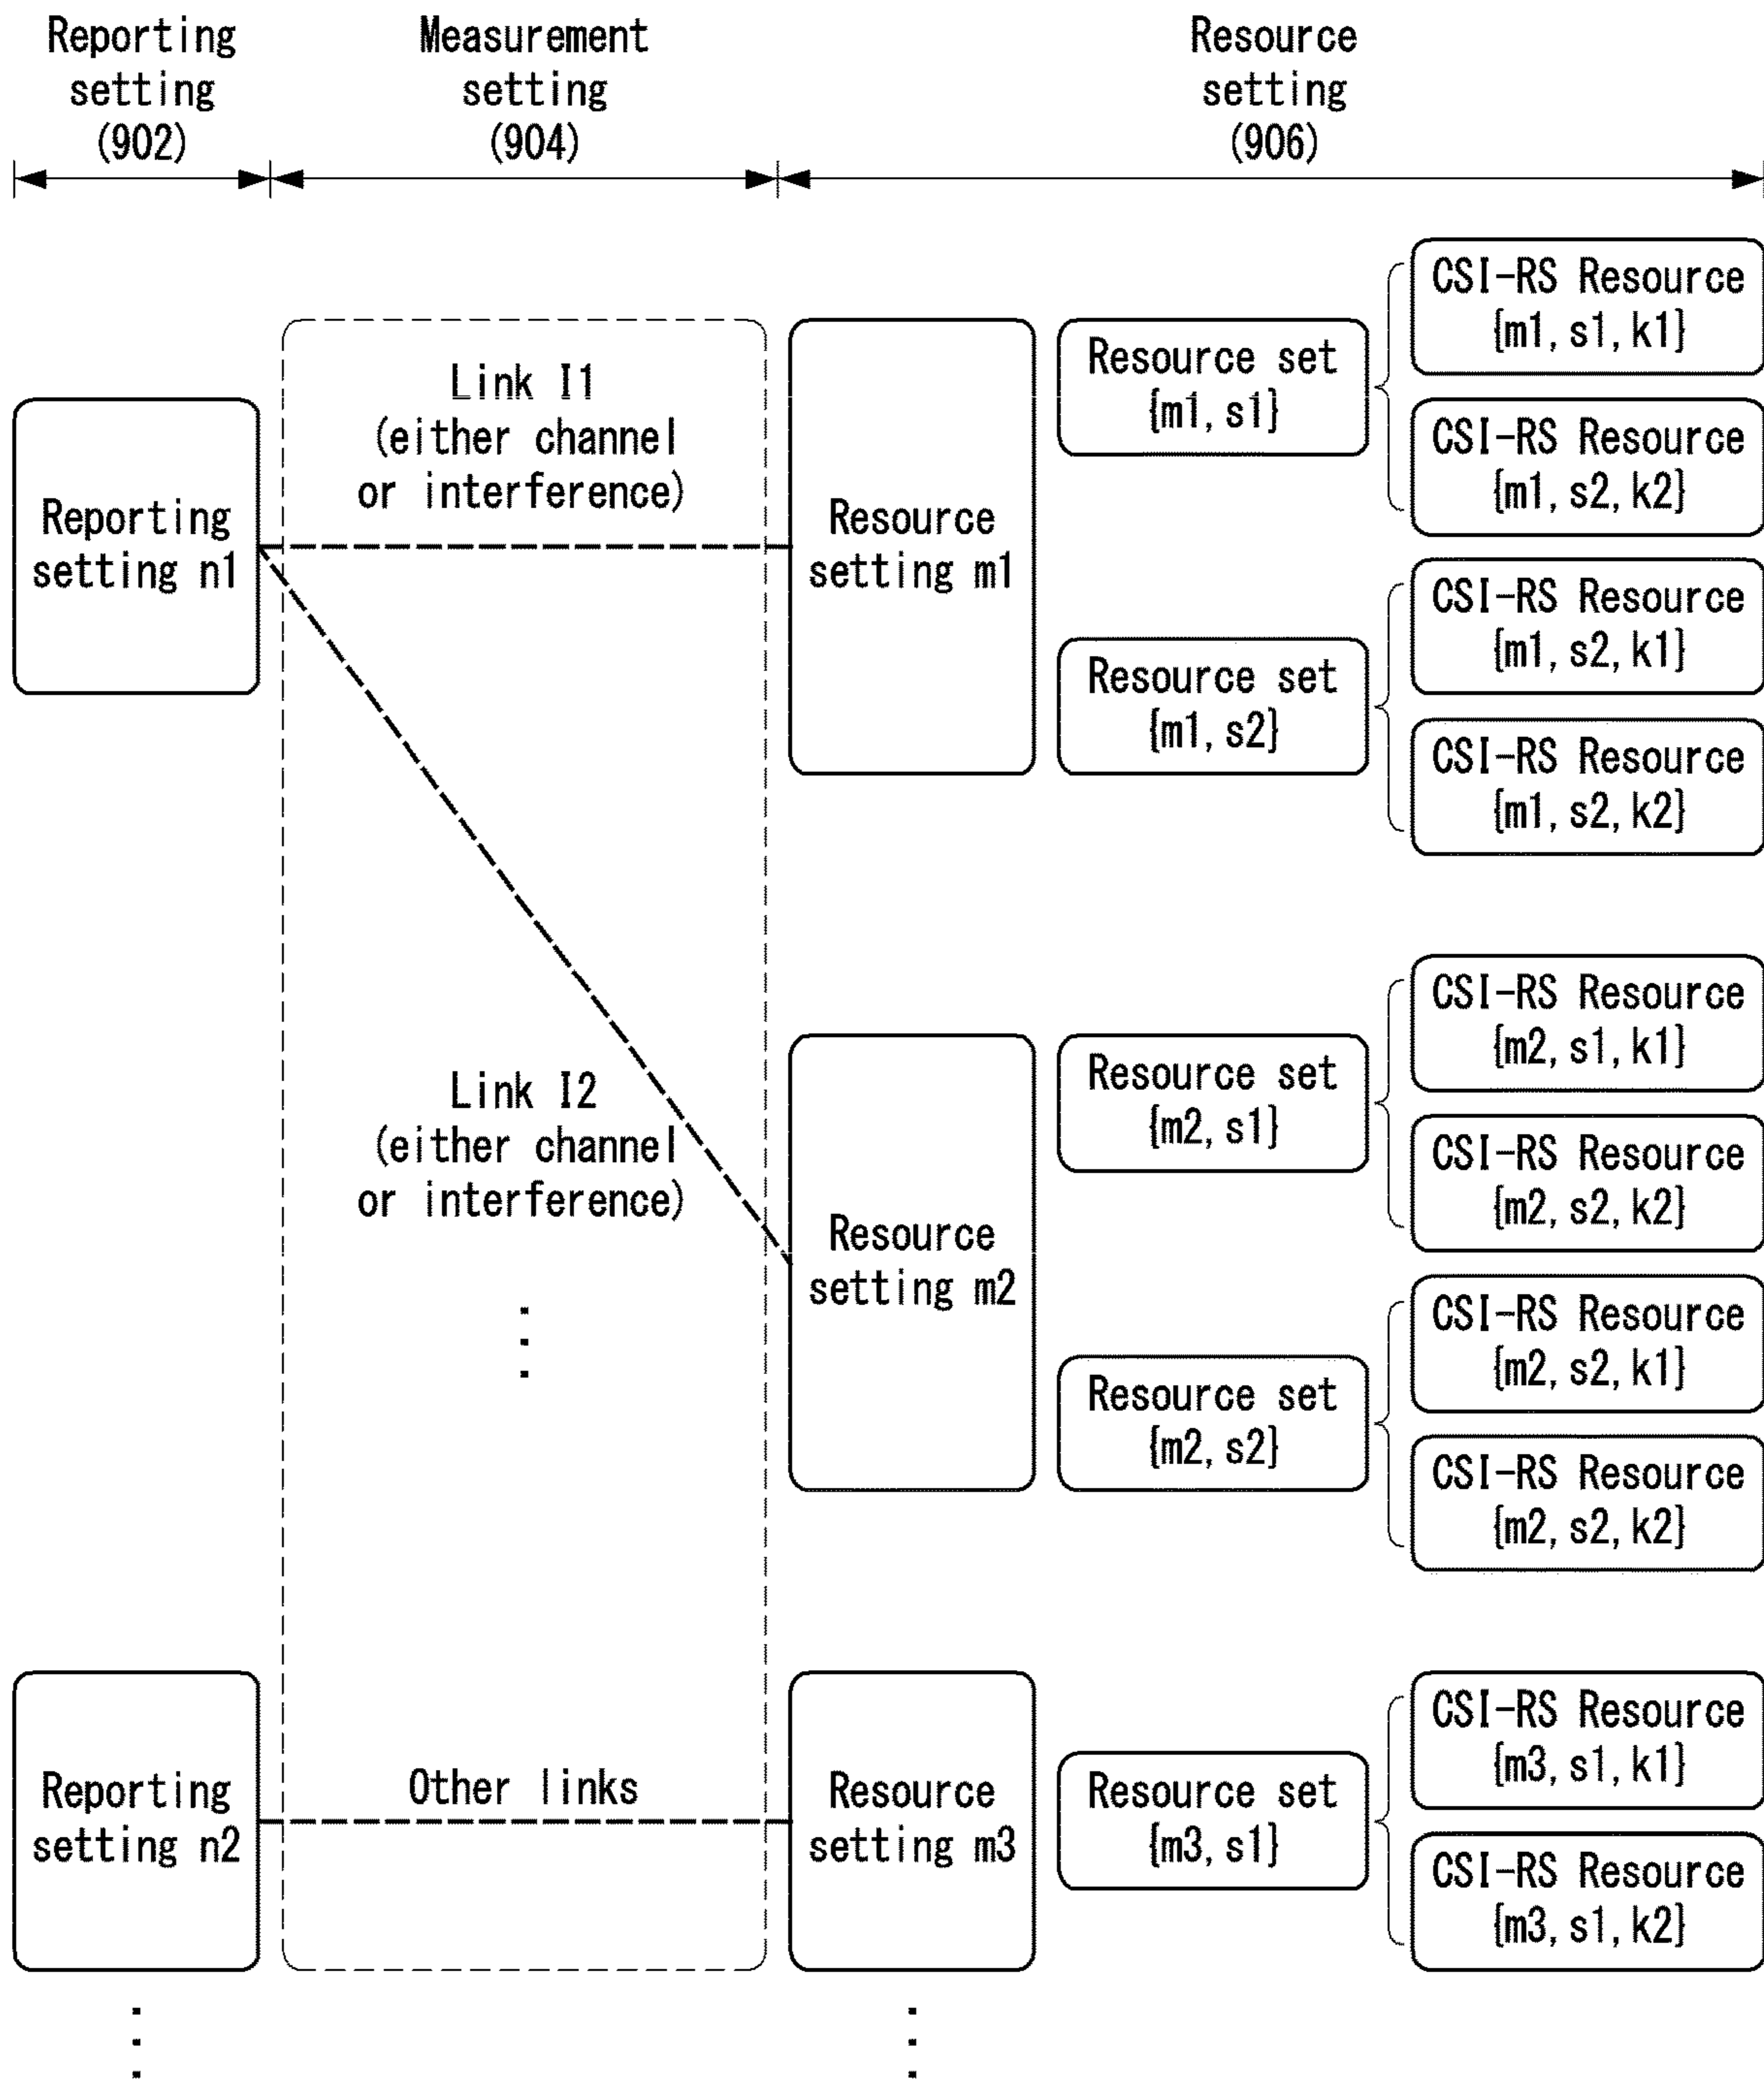 Reporting
setting
(902)
Measurement
setting
(904)
Resource
setting
(906)
Reporting
setting n1
Link I1
(either channel
or interference)
Resource
setting m1
Resource set
{m1, s1}
CSI-RS Resource
{m1, s1, k1}
CSI-RS Resource
{m1, s2, k2}
Resource set
{m1, s2}
CSI-RS Resource
{m1, s2, k1}
CSI-RS Resource
{m1, s2, k2}
Link I2
(either channel
or interference)
Resource
setting m2
Resource set
{m2, s1}
CSI-RS Resource
{m2, s1, k1}
CSI-RS Resource
{m2, s2, k2}
Resource set
{m2, s2}
CSI-RS Resource
{m2, s2, k1}
CSI-RS Resource
{m2, s2, k2}
Reporting
setting n2
Other links
Resource
setting m3
Resource set
{m3, s1}
CSI-RS Resource
{m3, s1, k1}
CSI-RS Resource
{m3, s1, k2}